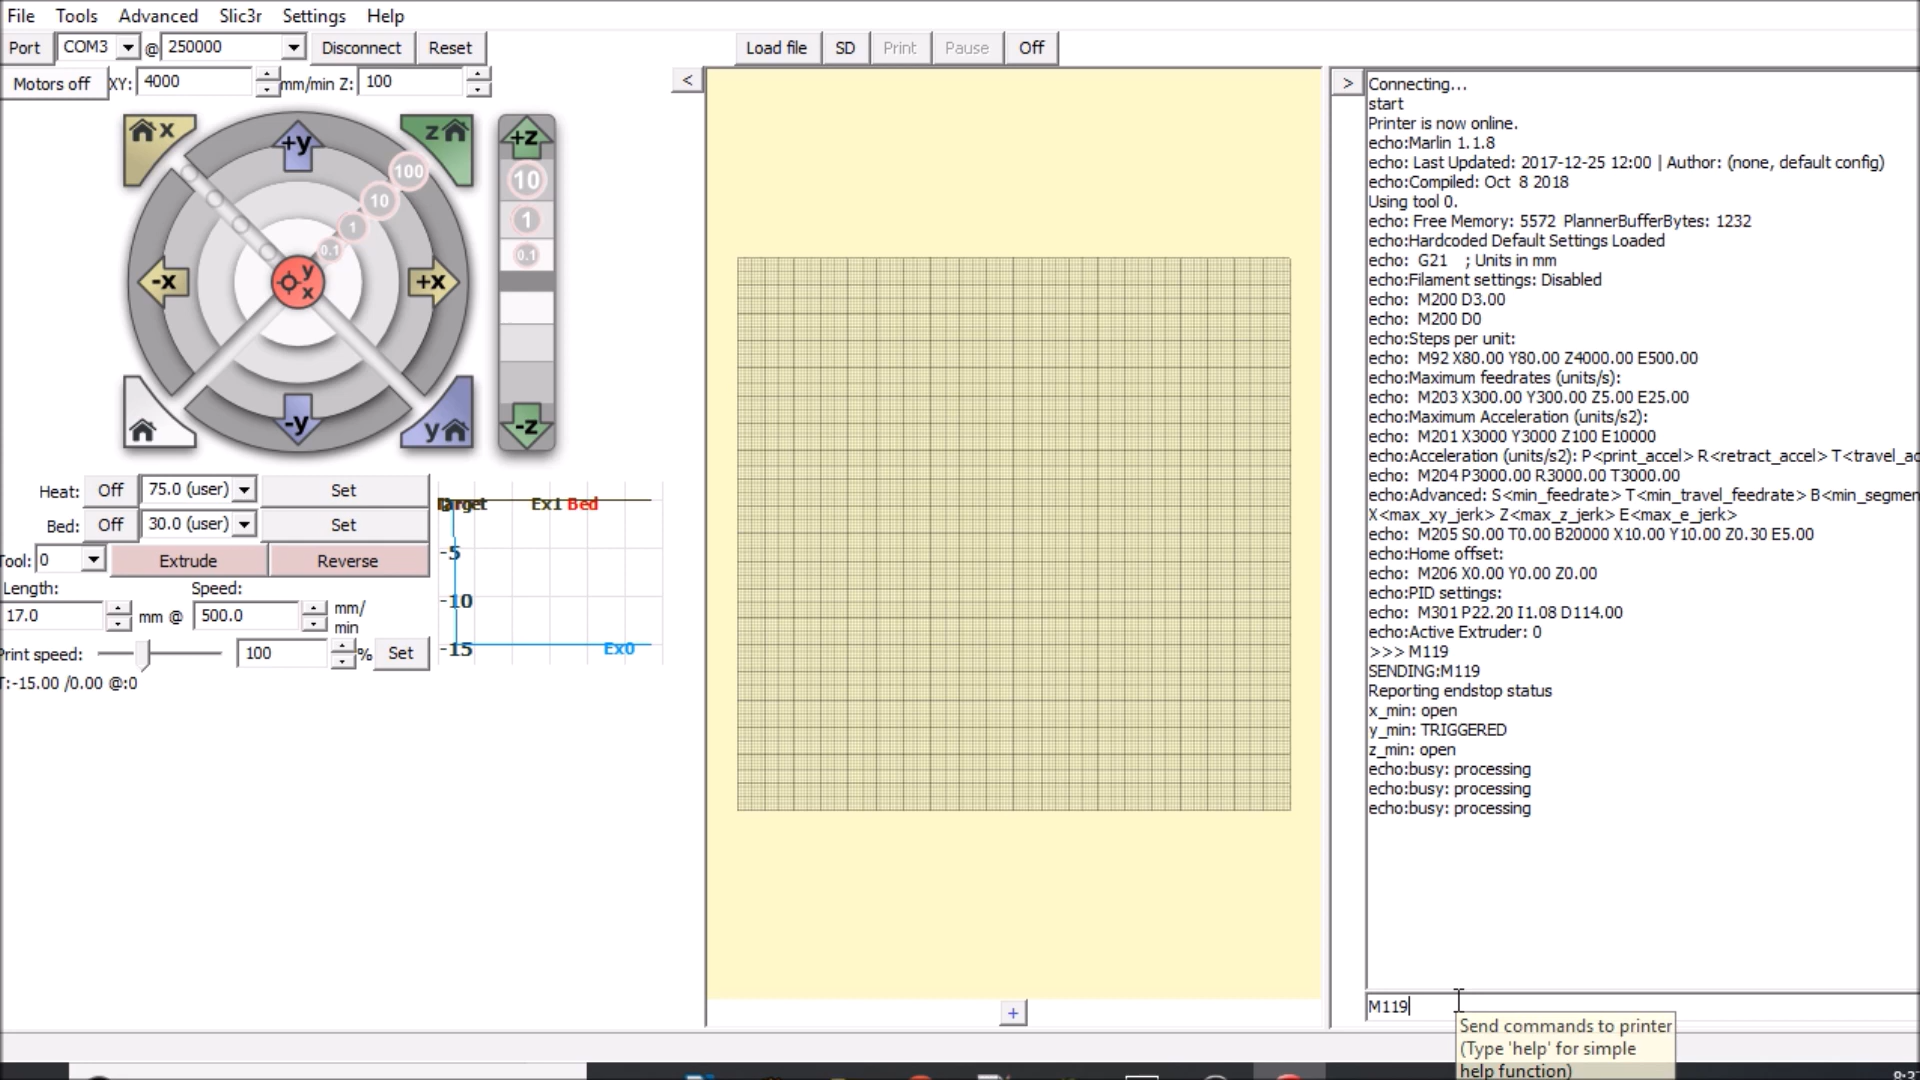 File Tools Advanced Slic3r Settings Help
Port COM3 @ 250000 Disconnect Reset Load file SD Print Pause Off
Motors off XY: 4000 mm/min Z: 100 < >
x z +y +z
100 10
10 1
1 0.1
0.1
-x y x +x
-y y -z
Heat: Off 75.0 (user) Set
Bed: Off 30.0 (user) Set
Tool: 0 Extrude Reverse
Length: Speed:
17.0 mm @ 500.0 mm/
min
Print speed: 100 % Set
T:-15.00 /0.00 @:0
Ex1 Bed
-5
-10
-15 Ex0
+
Connecting...
start
Printer is now online.
echo:Marlin 1.1.8
echo: Last Updated: 2017-12-25 12:00 | Author: (none, default config)
echo:Compiled: Oct 8 2018
Using tool 0.
echo: Free Memory: 5572 PlannerBufferBytes: 1232
echo:Hardcoded Default Settings Loaded
echo: G21 ; Units in mm
echo:Filament settings: Disabled
echo: M200 D3.00
echo: M200 D0
echo:Steps per unit:
echo: M92 X80.00 Y80.00 Z4000.00 E500.00
echo:Maximum feedrates (units/s):
echo: M203 X300.00 Y300.00 Z5.00 E25.00
echo:Maximum Acceleration (units/s2):
echo: M201 X3000 Y3000 Z100 E10000
echo:Acceleration (units/s2): P<print_accel> R<retract_accel> T<travel_ac
echo: M204 P3000.00 R3000.00 T3000.00
echo:Advanced: S<min_feedrate> T<min_travel_feedrate> B<min_segmen
X<max_xy_jerk> Z<max_z_jerk> E<max_e_jerk>
echo: M205 S0.00 T0.00 B20000 X10.00 Y10.00 Z0.30 E5.00
echo:Home offset:
echo: M206 X0.00 Y0.00 Z0.00
echo:PID settings:
echo: M301 P22.20 I1.08 D114.00
echo:Active Extruder: 0
>>> M119
SENDING:M119
Reporting endstop status
x_min: open
y_min: TRIGGERED
z_min: open
echo:busy: processing
echo:busy: processing
echo:busy: processing
M119
Send commands to printer
(Type 'help' for simple
help function)